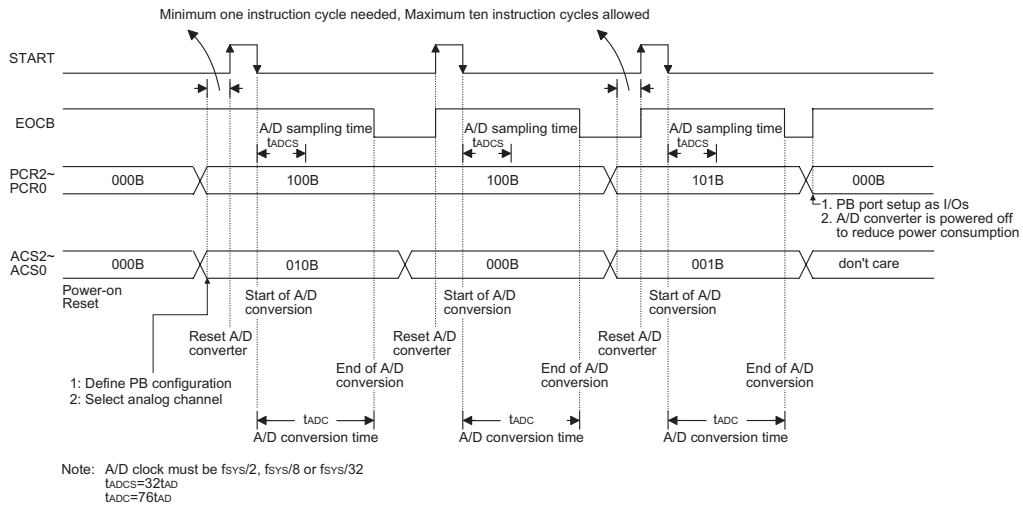 Minimum one instruction cycle needed, Maximum ten instruction cycles allowed
START
EOCB
A/D sampling time
tADCS
A/D sampling time
tADCS
A/D sampling time
tADCS
PCR2~
PCR0
000B
100B
100B
101B
000B
1. PB port setup as I/Os
2. A/D converter is powered off
to reduce power consumption
ACS2~
ACS0
000B
010B
000B
001B
don't care
Power-on
Reset
Start of A/D
conversion
Start of A/D
conversion
Start of A/D
conversion
Reset A/D
converter
Reset A/D
converter
Reset A/D
converter
End of A/D
conversion
End of A/D
conversion
End of A/D
conversion
1: Define PB configuration
2: Select analog channel
tADC
A/D conversion time
tADC
A/D conversion time
tADC
A/D conversion time
Note: A/D clock must be fSYS/2, fSYS/8 or fSYS/32
tADCS=32tAD
tADC=76tAD